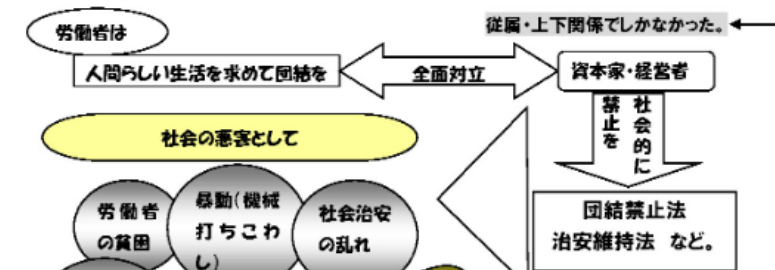 労働者は
従属・上下関係でしかなかった。
人間らしい生活を求めて団結を
全面対立
資本家・経営者
社会的に
禁止を
社会の悪害として
団結禁止法
治安維持法 など。
労働者
の貧困
暴動(機械
打ちこわ
し)
社会治安
の乱れ